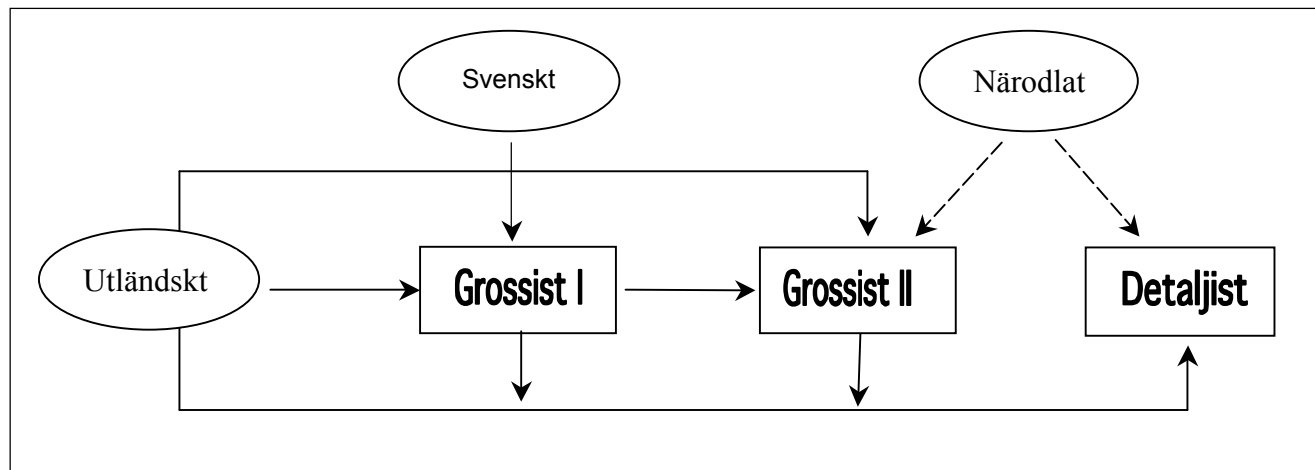 Svenskt
Närodlat
Utländskt
Grossist I
Grossist II
Detaljist